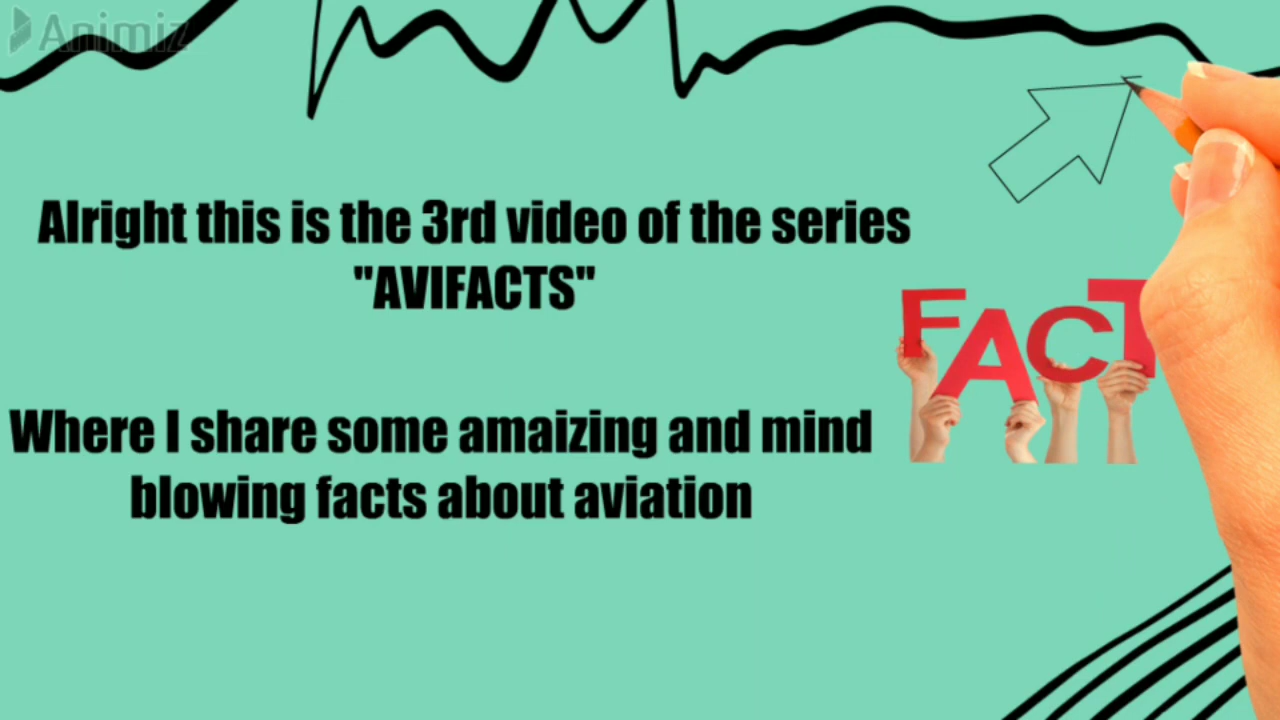 Animiz
Alright this is the 3rd video of the series
"AVIFACTS"
FACT
Where I share some amaizing and mind
blowing facts about aviation